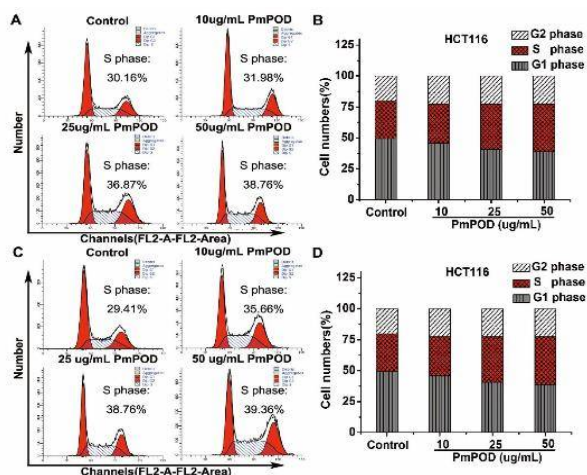 A
Control
S phase:
30.16%
10ug/mL PmPOD
S phase:
31.98%
25ug/mL PmPOD
S phase:
36.87%
50ug/mL PmPOD
S phase:
38.76%
Number
Channels(FL2-A-FL2-Area)
B
HCT116
G2 phase
S phase
G1 phase
Cell numbers(%)
125
100
75
50
25
0
Control 10 25 50
PmPOD (ug/mL)
C
Control
S phase:
29.41%
10ug/mL PmPOD
S phase:
35.66%
25 ug/mL PmPOD
S phase:
38.76%
50 ug/mL PmPOD
S phase:
39.36%
Number
Channels(FL2-A-FL2-Area)
D
HCT116
G2 phase
S phase
G1 phase
Cell numbers(%)
125
100
75
50
25
0
Control 10 25 50
PmPOD (ug/mL)